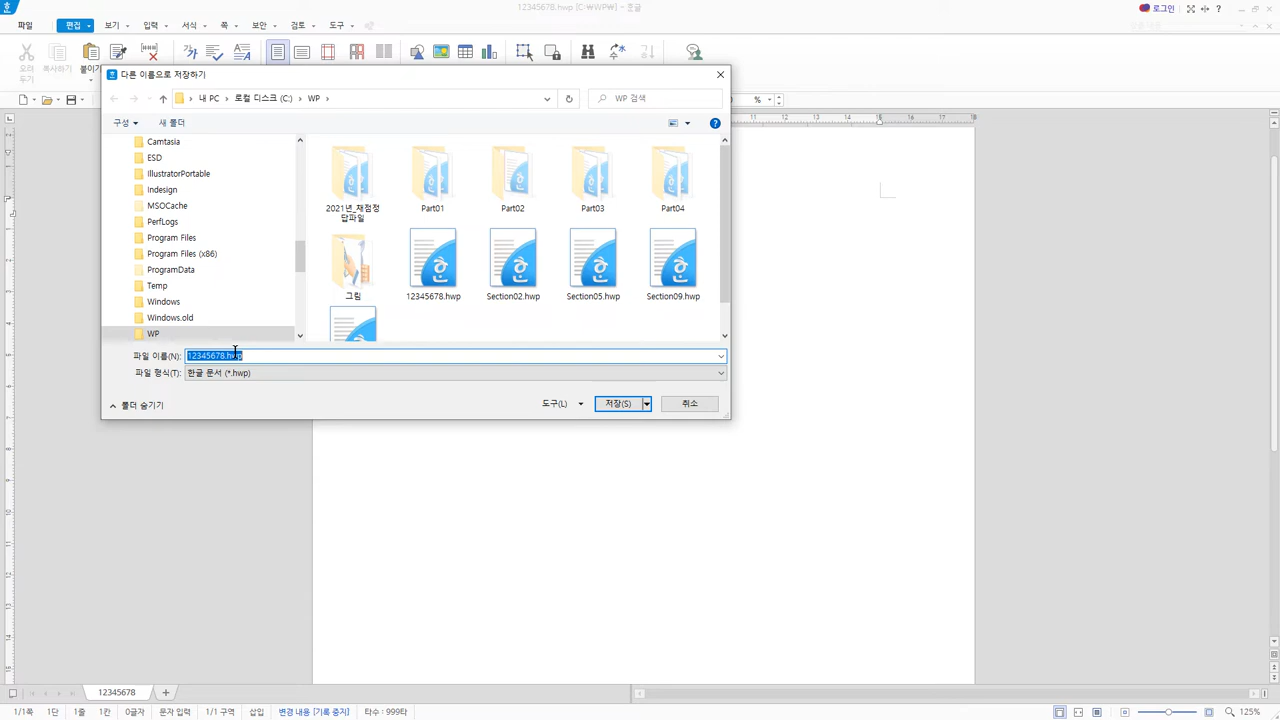 12345678.hwp [C:\WP\] - 한글
로그인
파일 편집 보기 입력 서식 쪽 보안 검토 도구
오려 두기 복사하기 붙이기
다른 이름으로 저장하기
내 PC 로컬 디스크 (C:) WP
WP 검색
구성 새 폴더
%
11 12 13 14 15 16 17 18
Camtasia
ESD
IllustratorPortable
Indesign
MSOCache
PerfLogs
Program Files
Program Files (x86)
ProgramData
Temp
Windows
Windows.old
WP
2021년_채점정
답파일
Part01
Part02
Part03
Part04
그림
12345678.hwp
Section02.hwp
Section05.hwp
Section09.hwp
파일 이름(N): 12345678.hwp
파일 형식(T): 한글 문서 (*.hwp)
폴더 숨기기
도구(L) 저장(S) 취소
12345678
1/1쪽 1단 1줄 1칸 0글자 문자 입력 1/1 구역 삽입 변경 내용 [기록 중지] 타수 : 999타
125%